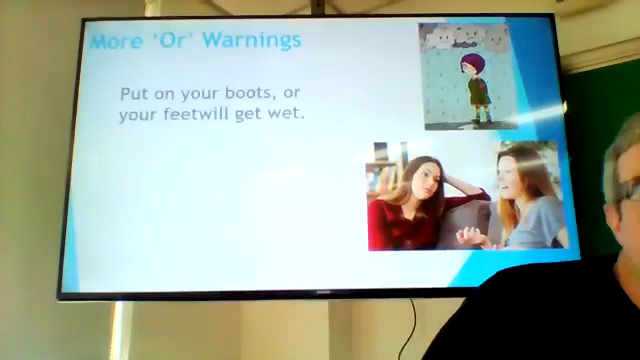 More 'Or' Warnings
Put on your boots, or
your feetwill get wet.